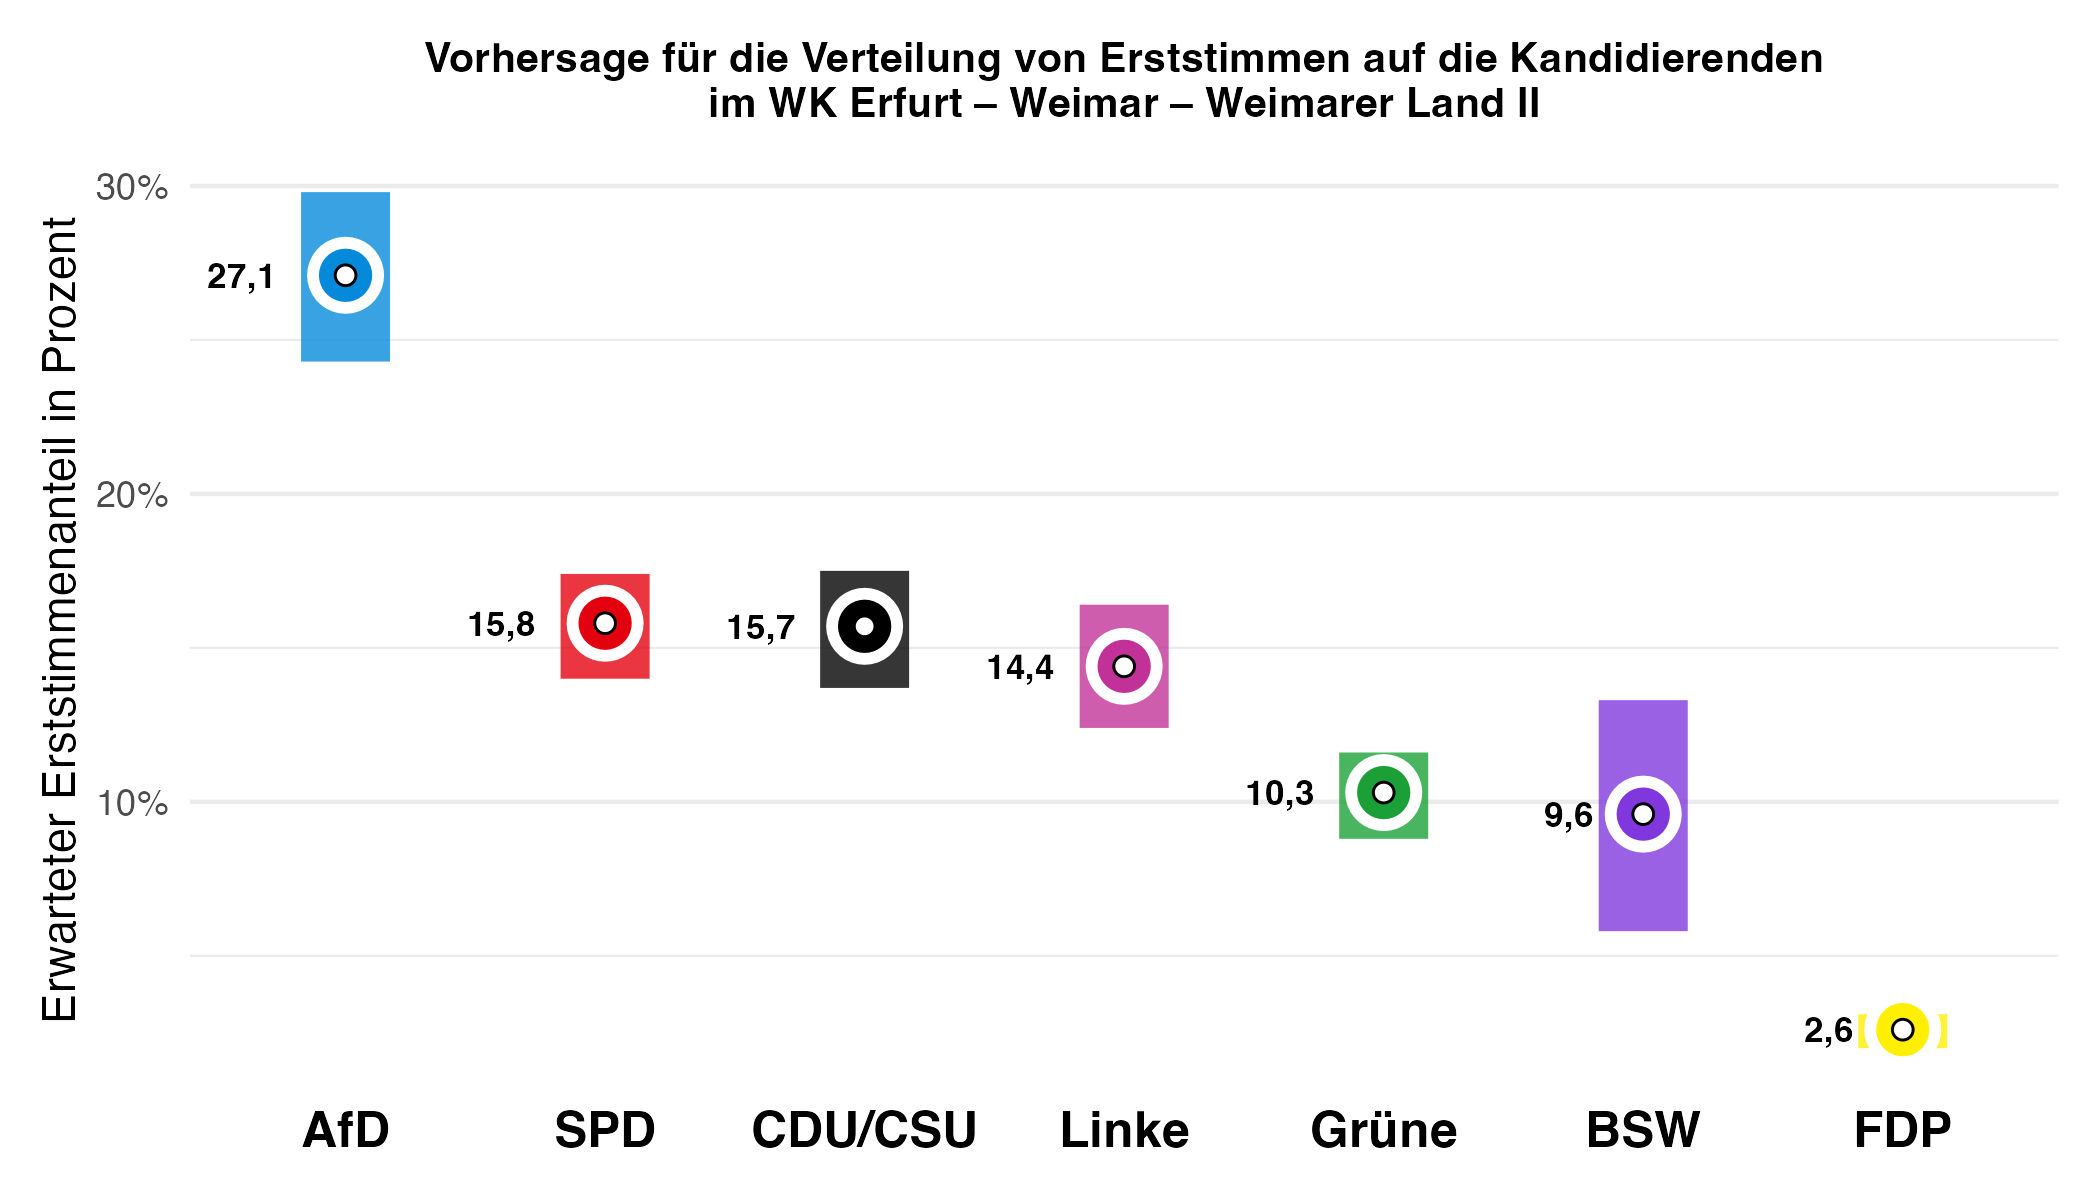 Vorhersage für die Verteilung von Erststimmen auf die Kandidierenden
im WK Erfurt – Weimar – Weimarer Land II
Erwarteter Erststimmenanteil in Prozent
30%
20%
10%
27,1
15,8
15,7
14,4
10,3
9,6
2,6
AfD
SPD
CDU/CSU
Linke
Grüne
BSW
FDP